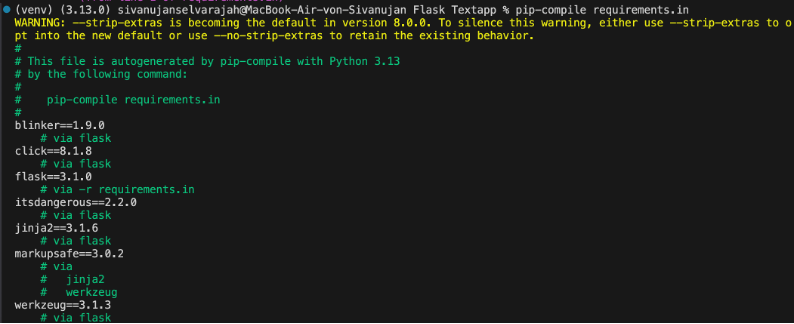 (venv) (3.13.0) sivanujanselvarajah@MacBook-Air-von-Sivanujan Flask Textapp % pip-compile requirements.in
WARNING: --strip-extras is becoming the default in version 8.0.0. To silence this warning, either use --strip-extras to o
pt into the new default or use --no-strip-extras to retain the existing behavior.
#
# This file is autogenerated by pip-compile with Python 3.13
# by the following command:
#
#    pip-compile requirements.in
#
blinker==1.9.0
    # via flask
click==8.1.8
    # via flask
flask==3.1.0
    # via -r requirements.in
itsdangerous==2.2.0
    # via flask
jinja2==3.1.6
    # via flask
markupsafe==3.0.2
    # via
    #   jinja2
    #   werkzeug
werkzeug==3.1.3
    # via flask